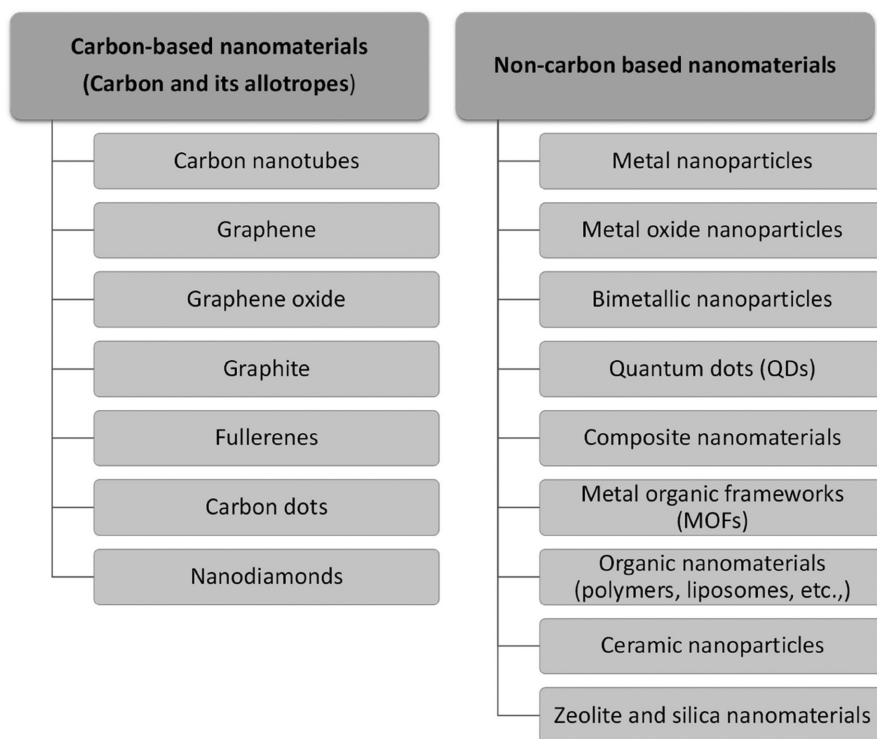 Carbon-based nanomaterials
(Carbon and its allotropes)
Carbon nanotubes
Graphene
Graphene oxide
Graphite
Fullerenes
Carbon dots
Nanodiamonds
Non-carbon based nanomaterials
Metal nanoparticles
Metal oxide nanoparticles
Bimetallic nanoparticles
Quantum dots (QDs)
Composite nanomaterials
Metal organic frameworks
(MOFs)
Organic nanomaterials
(polymers, liposomes, etc.,)
Ceramic nanoparticles
Zeolite and silica nanomaterials